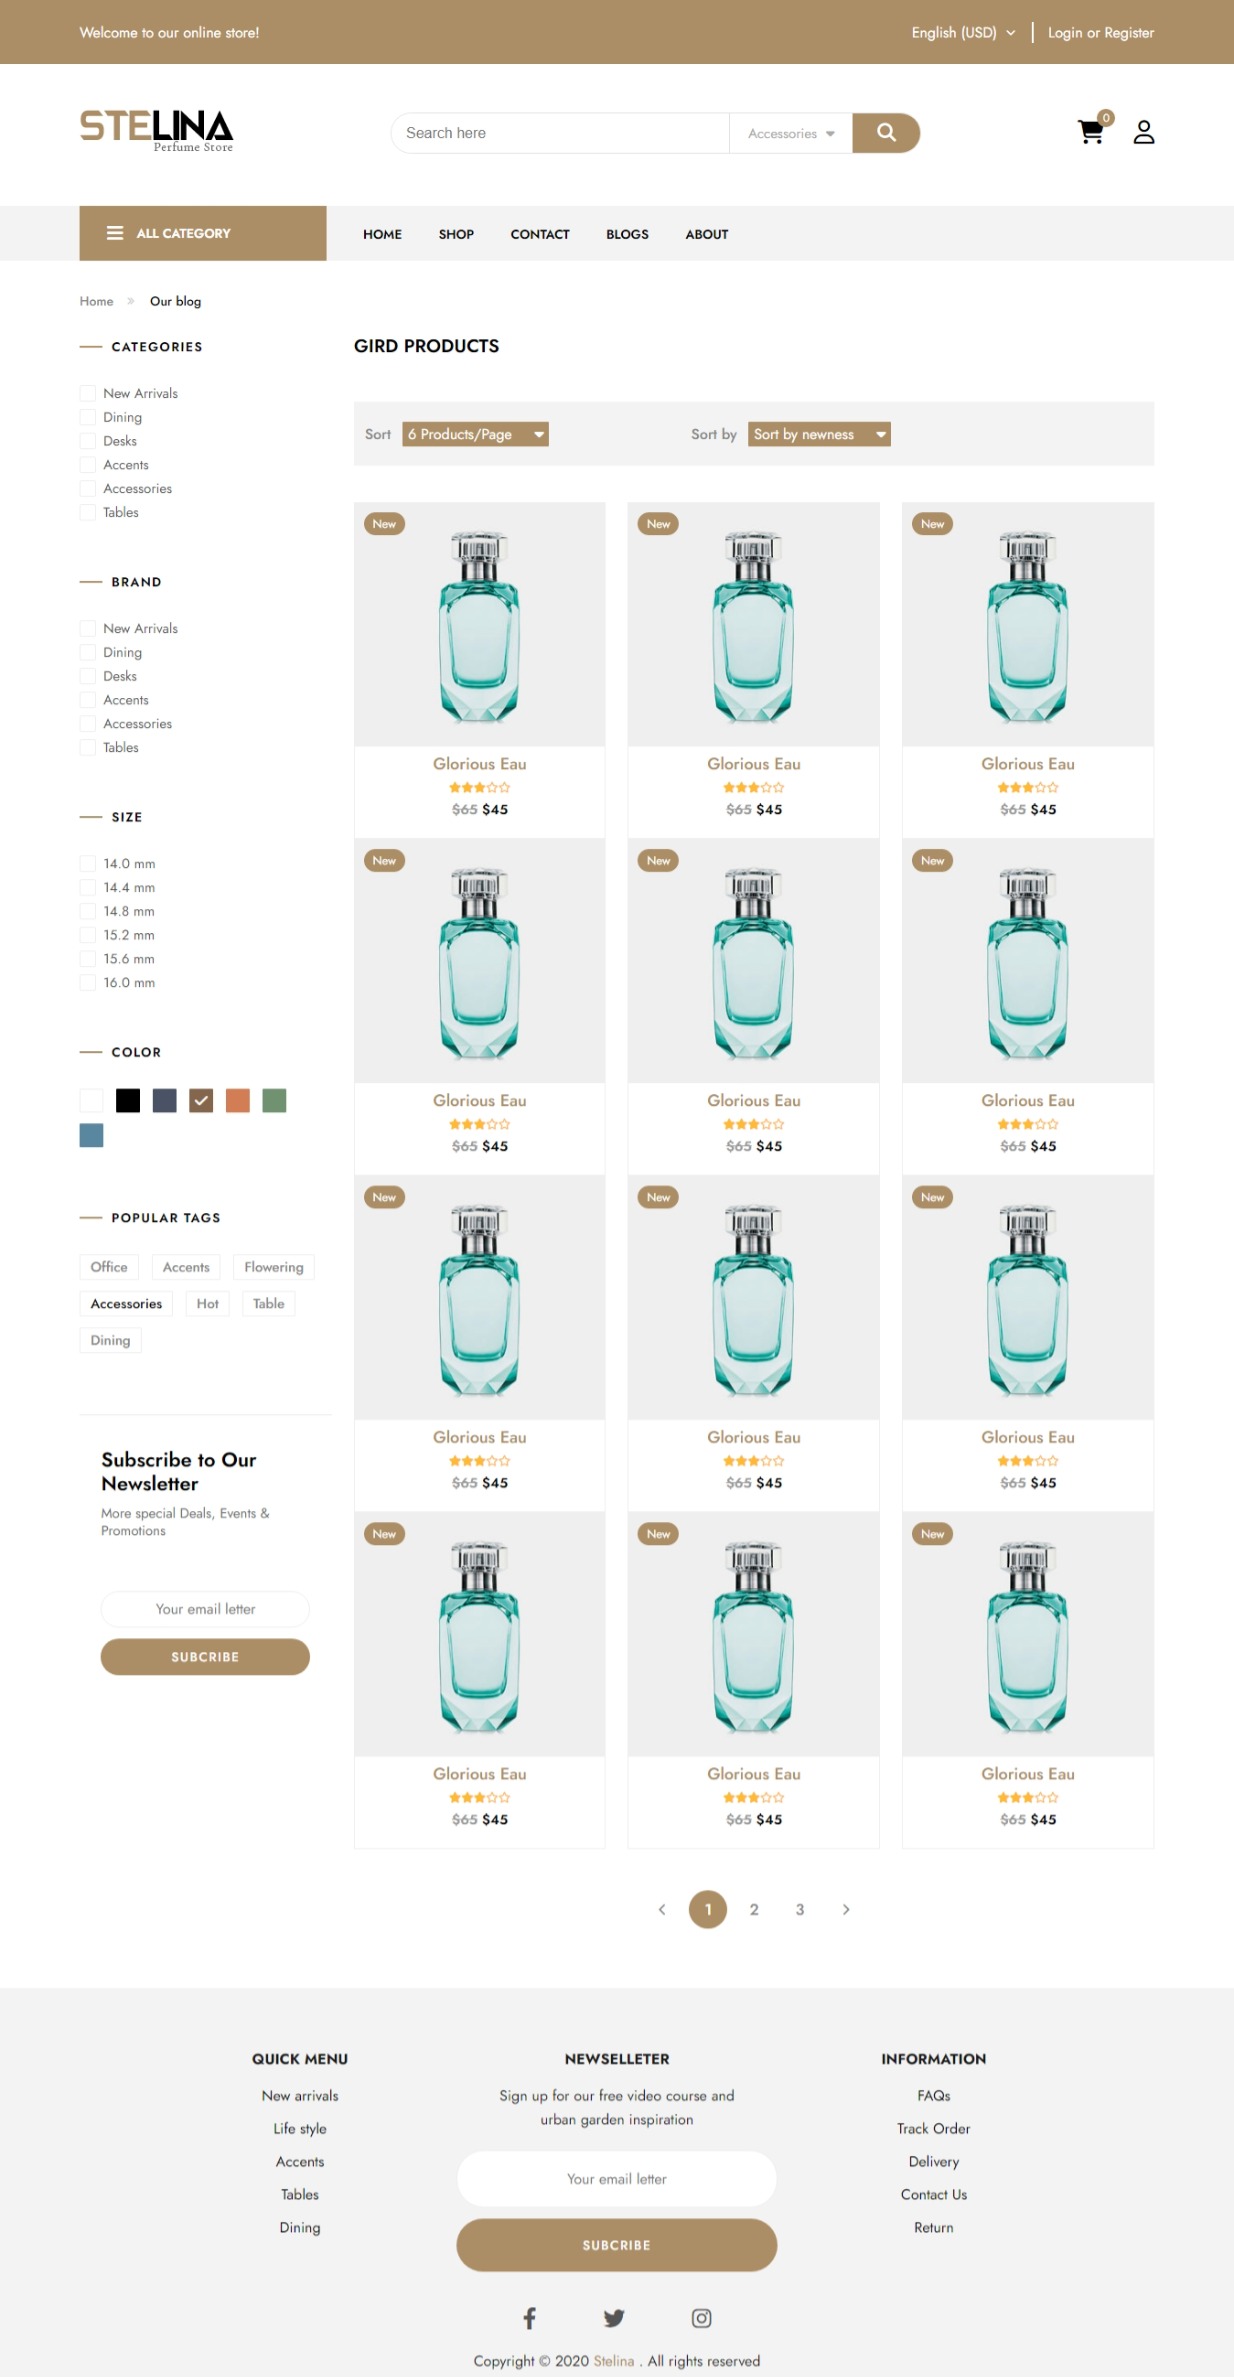 Welcome to our online store!
English (USD)
Login or Register
STELINA
Perfume Store
Search here
Accessories
0
ALL CATEGORY
HOME
SHOP
CONTACT
BLOGS
ABOUT
Home » Our blog
CATEGORIES
New Arrivals
Dining
Desks
Accents
Accessories
Tables
BRAND
New Arrivals
Dining
Desks
Accents
Accessories
Tables
SIZE
14.0 mm
14.4 mm
14.8 mm
15.2 mm
15.6 mm
16.0 mm
COLOR
POPULAR TAGS
Office Accents Flowering
Accessories Hot Table
Dining
Subscribe to Our
Newsletter
More special Deals, Events &
Promotions
Your email letter
SUBCRIBE
GIRD PRODUCTS
Sort 6 Products/Page
Sort by Sort by newness
New New New
Glorious Eau Glorious Eau Glorious Eau
$65 $45 $65 $45 $65 $45
New New New
Glorious Eau Glorious Eau Glorious Eau
$65 $45 $65 $45 $65 $45
New New New
Glorious Eau Glorious Eau Glorious Eau
$65 $45 $65 $45 $65 $45
New New New
Glorious Eau Glorious Eau Glorious Eau
$65 $45 $65 $45 $65 $45
1 2 3
QUICK MENU
New arrivals
Life style
Accents
Tables
Dining
NEWSELLETER
Sign up for our free video course and
urban garden inspiration
Your email letter
SUBCRIBE
INFORMATION
FAQs
Track Order
Delivery
Contact Us
Return
Copyright © 2020 Stelina . All rights reserved